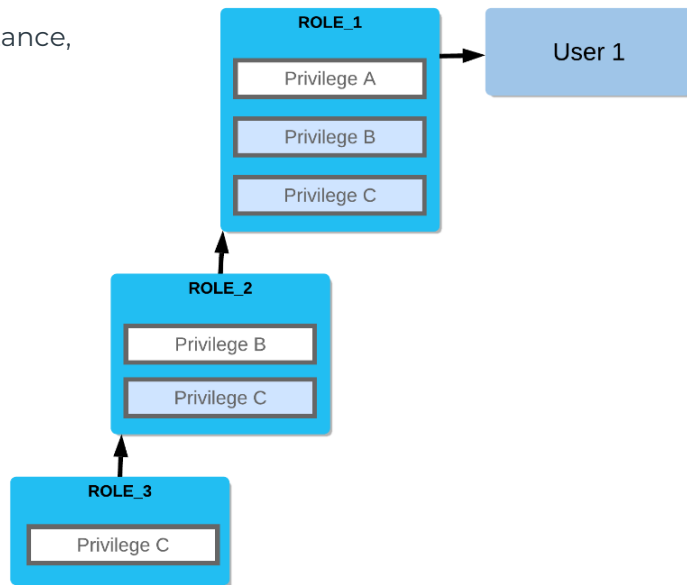 ance,
ROLE_1
Privilege A
Privilege B
Privilege C
User 1
ROLE_2
Privilege B
Privilege C
ROLE_3
Privilege C